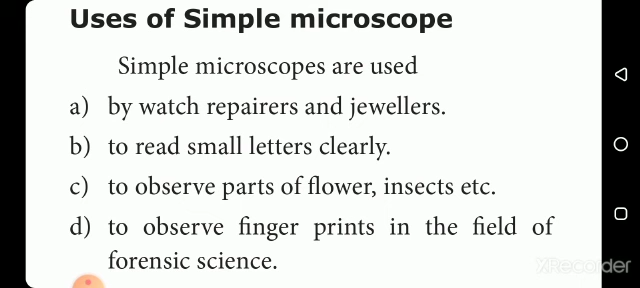 Uses of Simple microscope
Simple microscopes are used
a) by watch repairers and jewellers.
b) to read small letters clearly.
c) to observe parts of flower, insects etc.
d) to observe finger prints in the field of
forensic science.
XRecorder